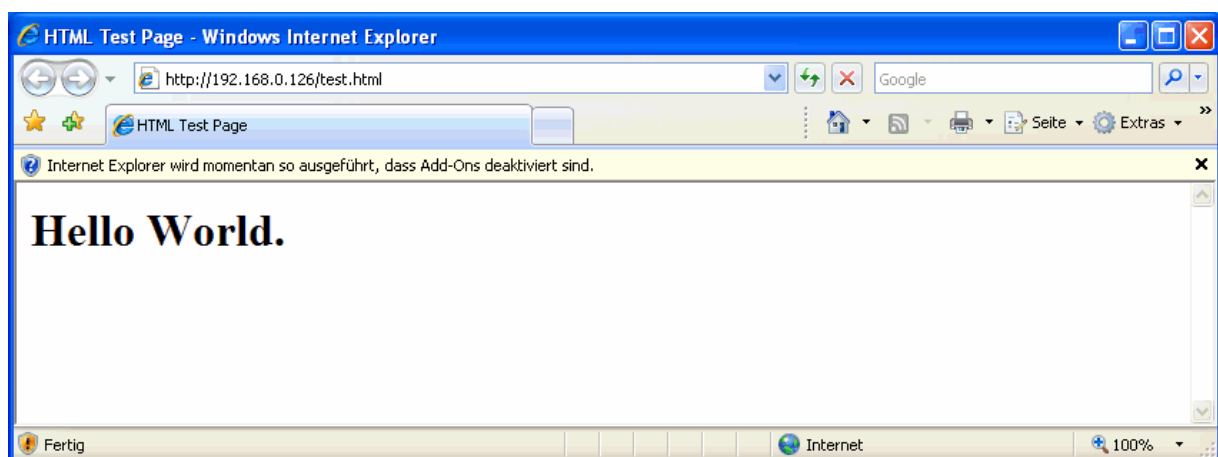 HTML Test Page - Windows Internet Explorer
http://192.168.0.126/test.html Google
HTML Test Page Seite Extras »
Internet Explorer wird momentan so ausgeführt, dass Add-Ons deaktiviert sind.
Hello World.
Fertig Internet 100%